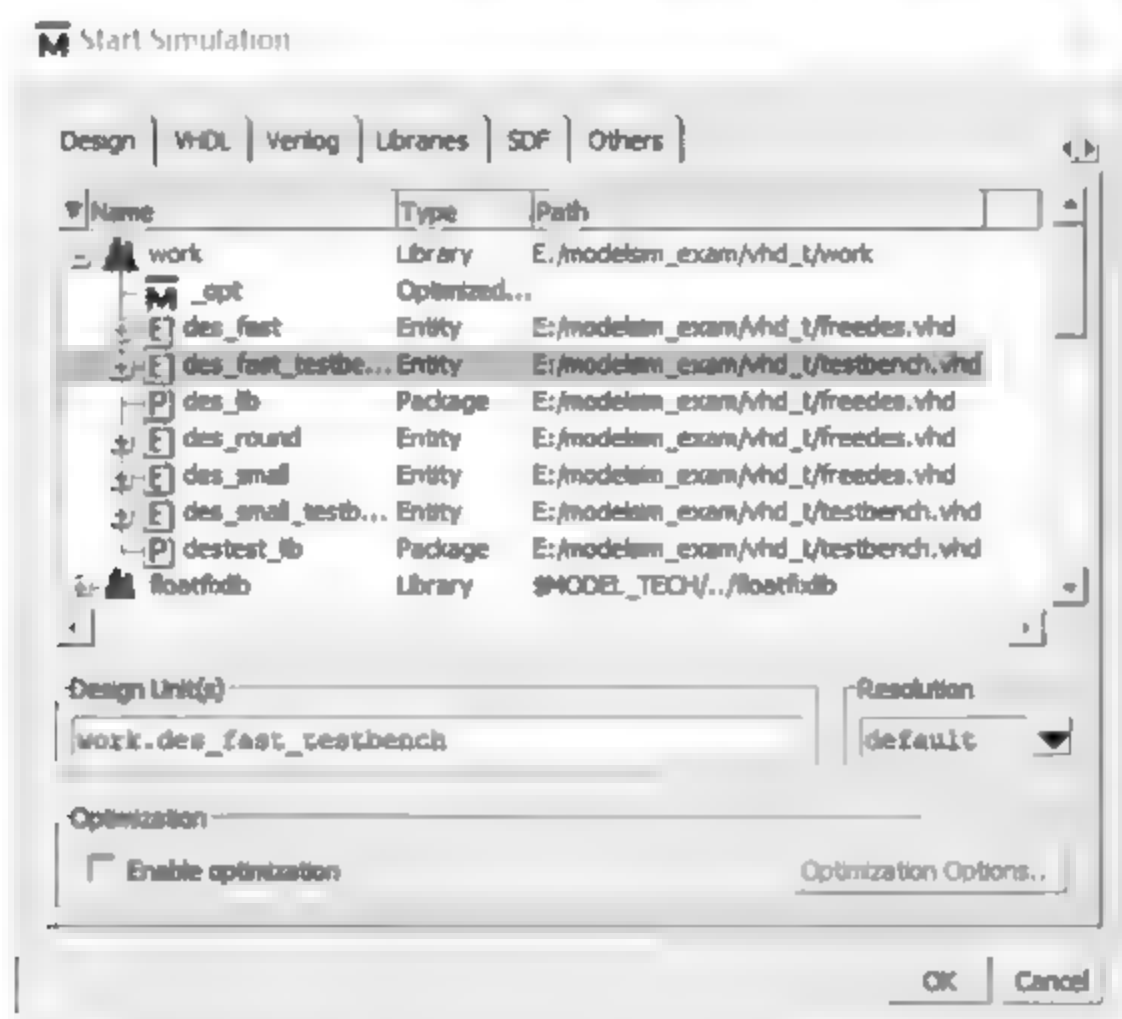 Start Simulation
Design VHDL Verilog Libraries SDF Others
Name Type Path
work Library E:/modelsim_exam/vhd_t/work
_opt Optimized...
des_fast Entity E:/modelsim_exam/vhd_t/freedes.vhd
des_fast_testbe... Entity E:/modelsim_exam/vhd_t/testbench.vhd
des_lib Package E:/modelsim_exam/vhd_t/freedes.vhd
des_round Entity E:/modelsim_exam/vhd_t/freedes.vhd
des_small Entity E:/modelsim_exam/vhd_t/freedes.vhd
des_small_testb... Entity E:/modelsim_exam/vhd_t/testbench.vhd
destest_lib Package E:/modelsim_exam/vhd_t/testbench.vhd
floatfixlib Library $MODEL_TECH/../floatfixlib
Design Unit(s) Resolution
work.des_fast_testbench default
Optimization
Enable optimization Optimization Options..
OK Cancel